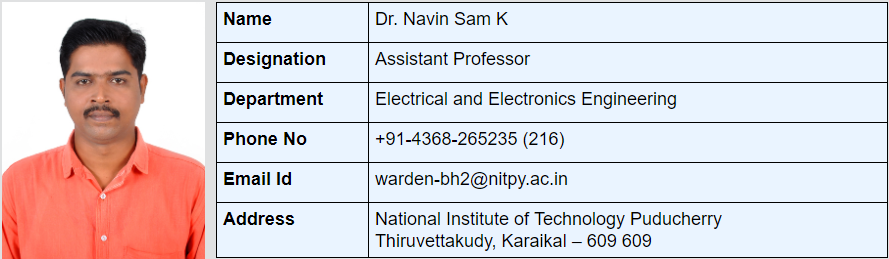 Name Dr. Navin Sam K
Designation Assistant Professor
Department Electrical and Electronics Engineering
Phone No +91-4368-265235 (216)
Email Id warden-bh2@nitpy.ac.in
Address National Institute of Technology Puducherry
Thiruvettakudy, Karaikal – 609 609